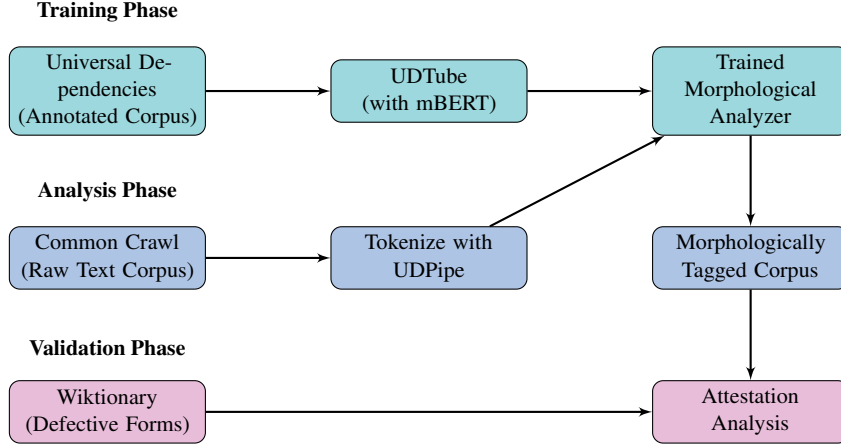 Training Phase
Universal De-
pendencies
(Annotated Corpus)
UDTube
(with mBERT)
Trained
Morphological
Analyzer
Analysis Phase
Common Crawl
(Raw Text Corpus)
Tokenize with
UDPipe
Morphologically
Tagged Corpus
Validation Phase
Wiktionary
(Defective Forms)
Attestation
Analysis